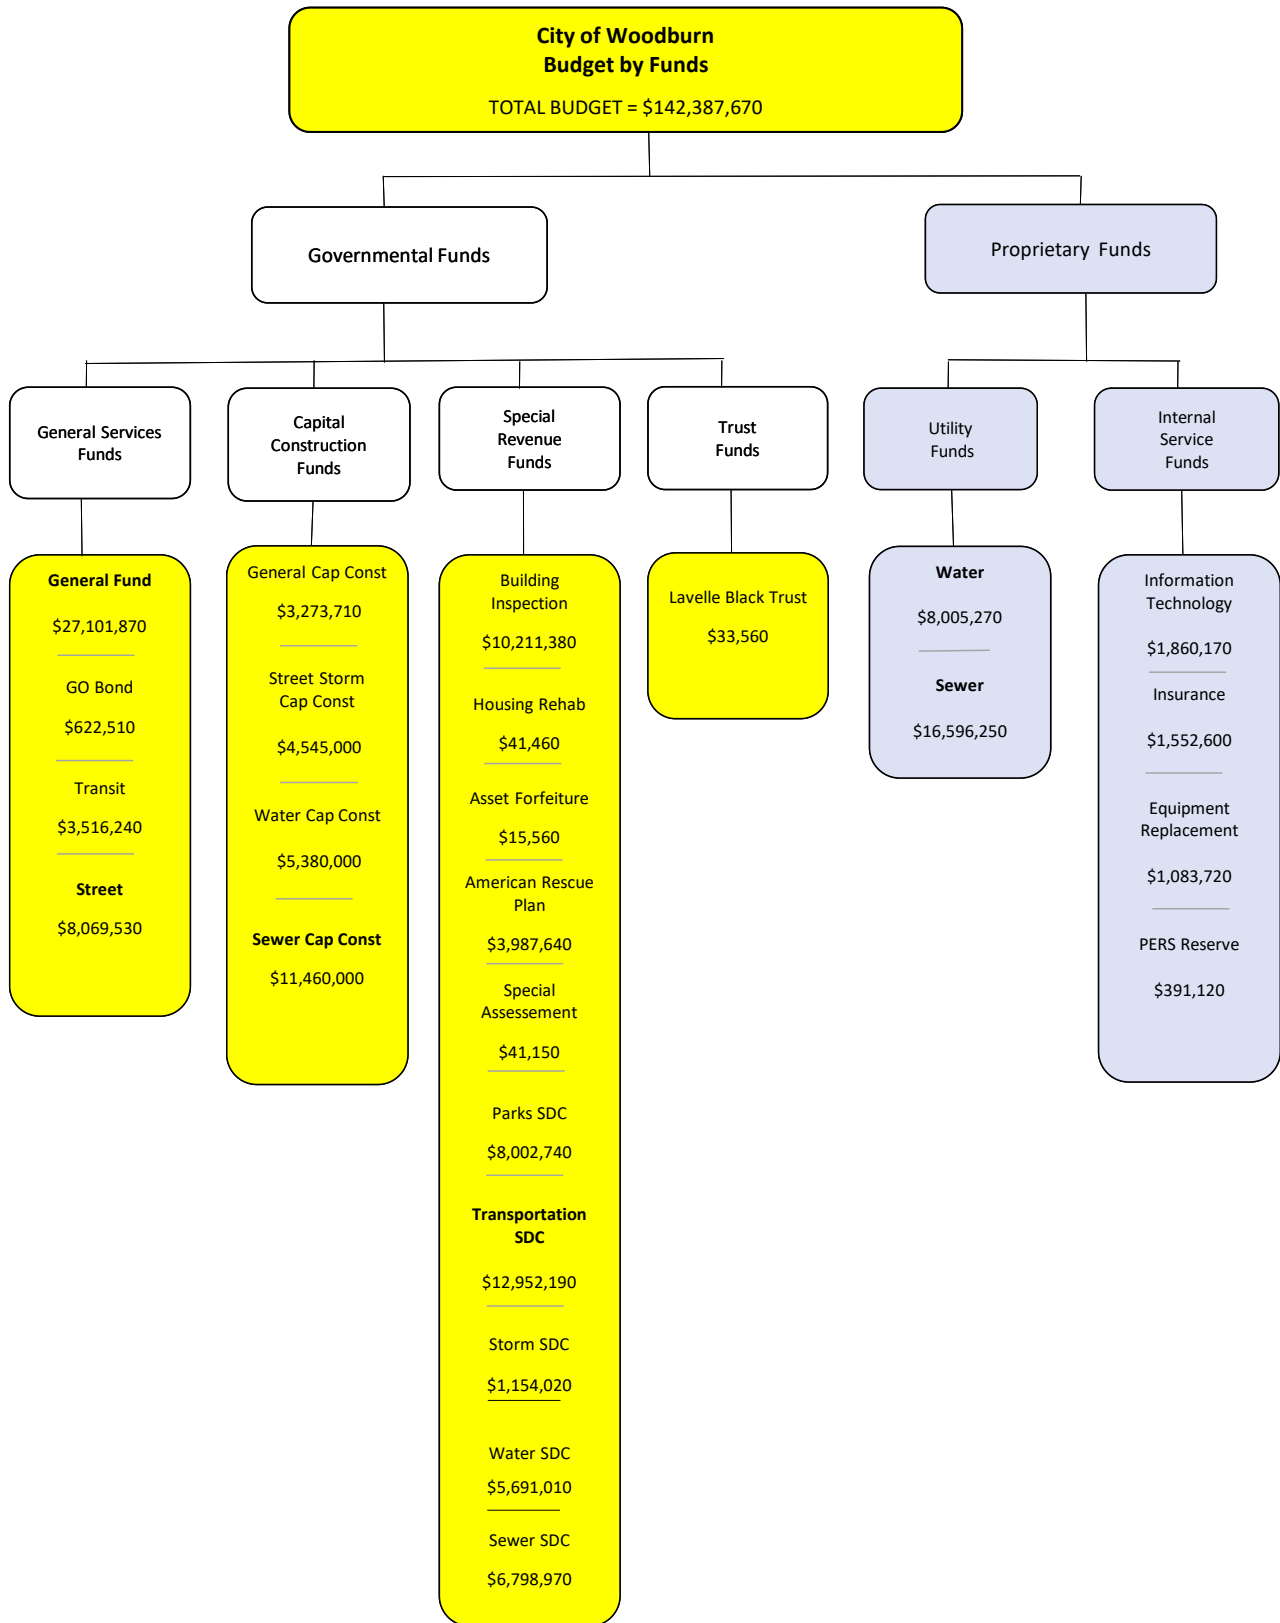 City of Woodburn
Budget by Funds
TOTAL BUDGET = $142,387,670
Governmental Funds
Proprietary Funds
General Services
Funds
Capital
Construction
Funds
Special
Revenue
Funds
Trust
Funds
Utility
Funds
Internal
Service
Funds
General Fund
$27,101,870
GO Bond
$622,510
Transit
$3,516,240
Street
$8,069,530
General Cap Const
$3,273,710
Street Storm
Cap Const
$4,545,000
Water Cap Const
$5,380,000
Sewer Cap Const
$11,460,000
Building
Inspection
$10,211,380
Housing Rehab
$41,460
Asset Forfeiture
$15,560
American Rescue
Plan
$3,987,640
Special
Assessement
$41,150
Parks SDC
$8,002,740
Transportation
SDC
$12,952,190
Storm SDC
$1,154,020
Water SDC
$5,691,010
Sewer SDC
$6,798,970
Lavelle Black Trust
$33,560
Water
$8,005,270
Sewer
$16,596,250
Information
Technology
$1,860,170
Insurance
$1,552,600
Equipment
Replacement
$1,083,720
PERS Reserve
$391,120